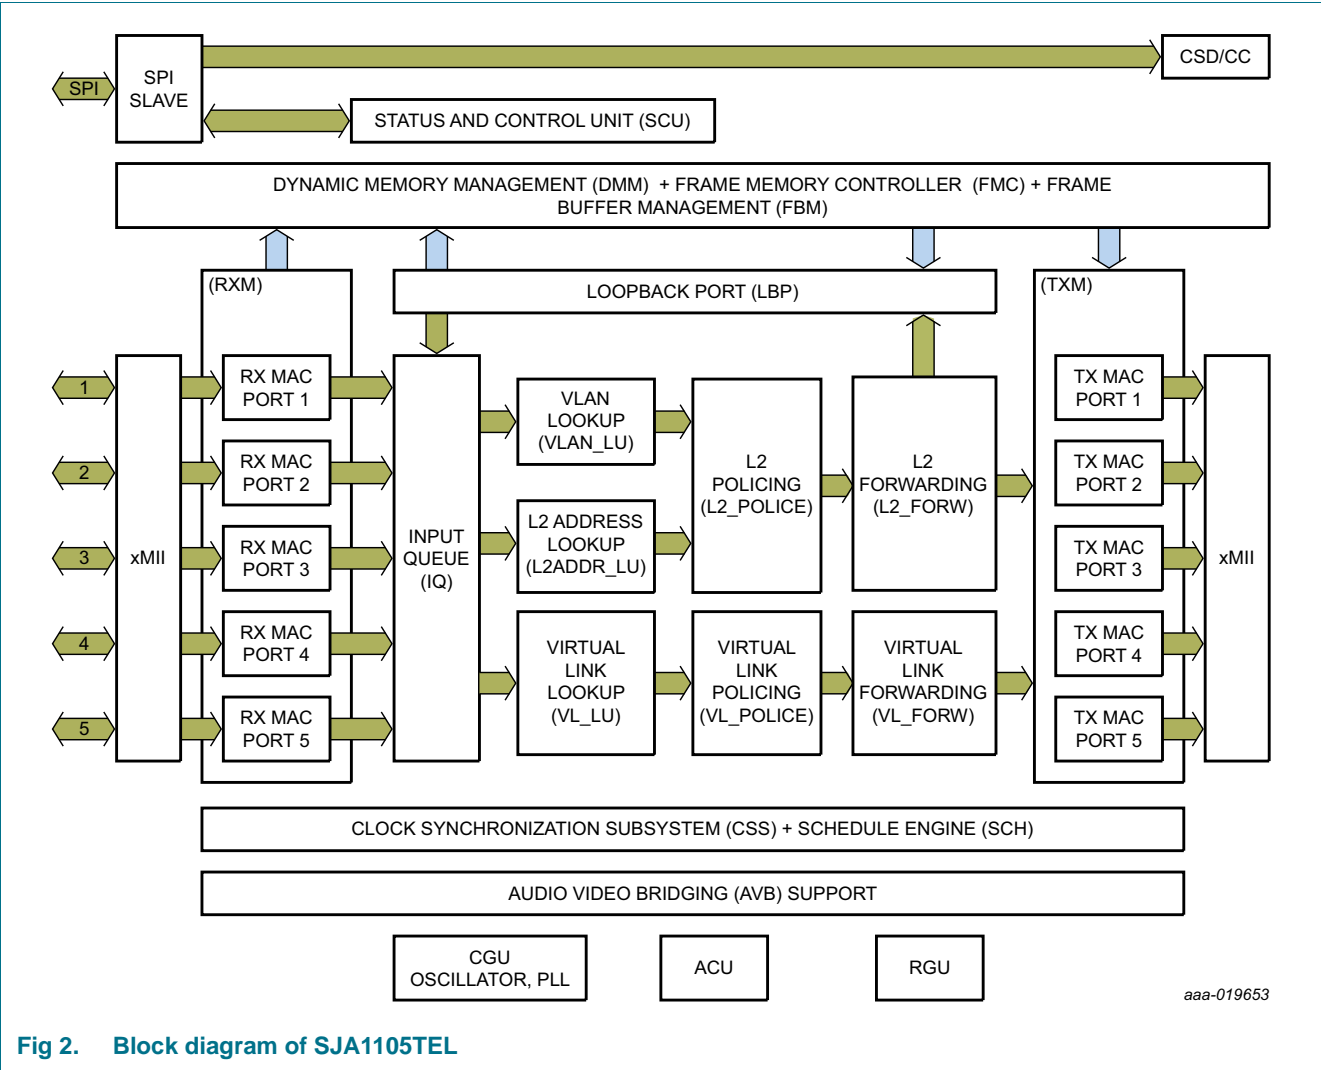 SPI
SPI
SLAVE
CSD/CC
STATUS AND CONTROL UNIT (SCU)
DYNAMIC MEMORY MANAGEMENT (DMM) + FRAME MEMORY CONTROLLER (FMC) + FRAME
BUFFER MANAGEMENT (FBM)
(RXM)
LOOPBACK PORT (LBP)
(TXM)
1
2
3
4
5
xMII
RX MAC
PORT 1
RX MAC
PORT 2
RX MAC
PORT 3
RX MAC
PORT 4
RX MAC
PORT 5
INPUT
QUEUE
(IQ)
VLAN
LOOKUP
(VLAN_LU)
L2 ADDRESS
LOOKUP
(L2ADDR_LU)
VIRTUAL
LINK
LOOKUP
(VL_LU)
L2
POLICING
(L2_POLICE)
VIRTUAL
LINK
POLICING
(VL_POLICE)
L2
FORWARDING
(L2_FORW)
VIRTUAL
LINK
FORWARDING
(VL_FORW)
TX MAC
PORT 1
TX MAC
PORT 2
TX MAC
PORT 3
TX MAC
PORT 4
TX MAC
PORT 5
xMII
CLOCK SYNCHRONIZATION SUBSYSTEM (CSS) + SCHEDULE ENGINE (SCH)
AUDIO VIDEO BRIDGING (AVB) SUPPORT
CGU
OSCILLATOR, PLL
ACU
RGU
aaa-019653
Fig 2. Block diagram of SJA1105TEL